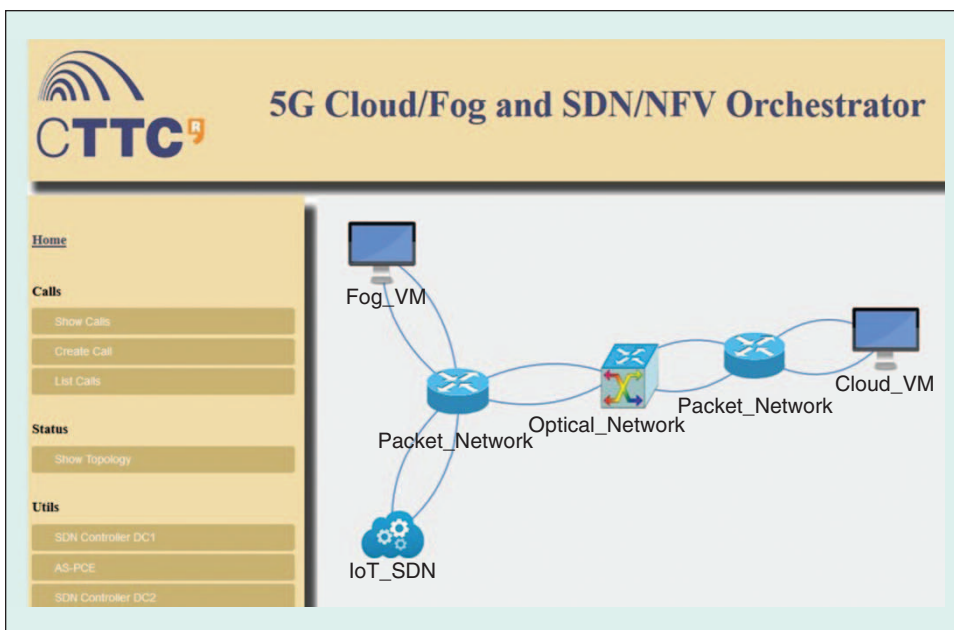 CTTC R
5G Cloud/Fog and SDN/NFV Orchestrator
Home
Calls
Show Calls
Create Call
List Calls
Status
Show Topology
Utils
SDN Controller DC1
AS-PCE
SDN Controller DC2
Fog_VM
Packet_Network
Optical_Network
Packet_Network
Cloud_VM
IoT_SDN